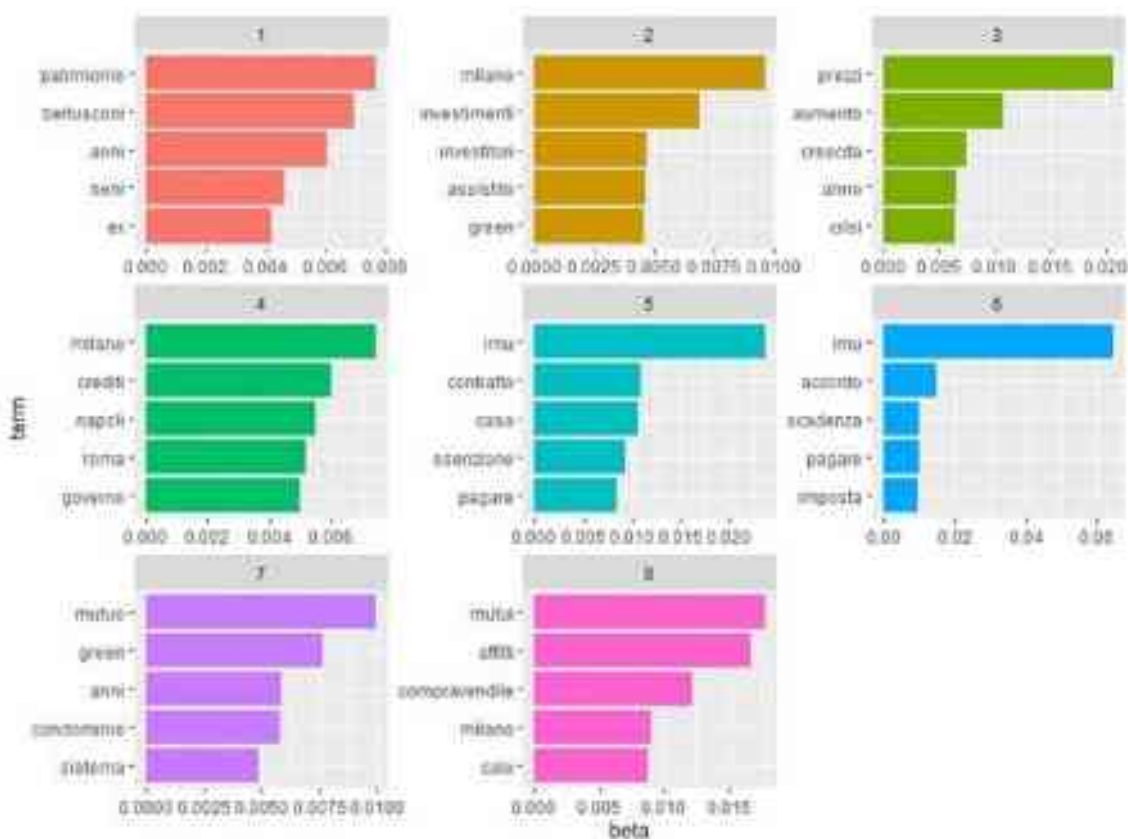 1
patrimonio
berlusconi
anni
beni
ex
0.000 0.002 0.004 0.006 0.008
2
milano
investimenti
investitori
assistito
green
0.0000 0.0025 0.0050 0.0075 0.0100
3
prezzi
aumento
crescita
anno
crisi
0.000 0.005 0.010 0.015 0.020
4
milano
crediti
napoli
roma
governo
0.000 0.002 0.004 0.006
5
imu
contratto
casa
esenzione
pagare
0.000 0.005 0.010 0.015 0.020
6
imu
acconto
scadenza
pagare
imposta
0.00 0.02 0.04 0.06
7
mutuo
green
anni
condominio
sistema
0.0000 0.0025 0.0050 0.0075 0.0100
8
mutui
affitti
compravendite
milano
0.000 0.005 0.010 0.015
term
beta